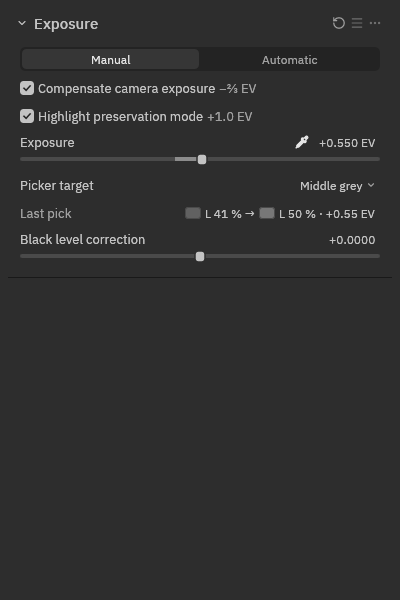 Exposure
Manual Automatic
Compensate camera exposure −⅔ EV
Highlight preservation mode +1.0 EV
Exposure +0.550 EV
Picker target Middle grey
Last pick L 41 % → L 50 % · +0.55 EV
Black level correction +0.0000